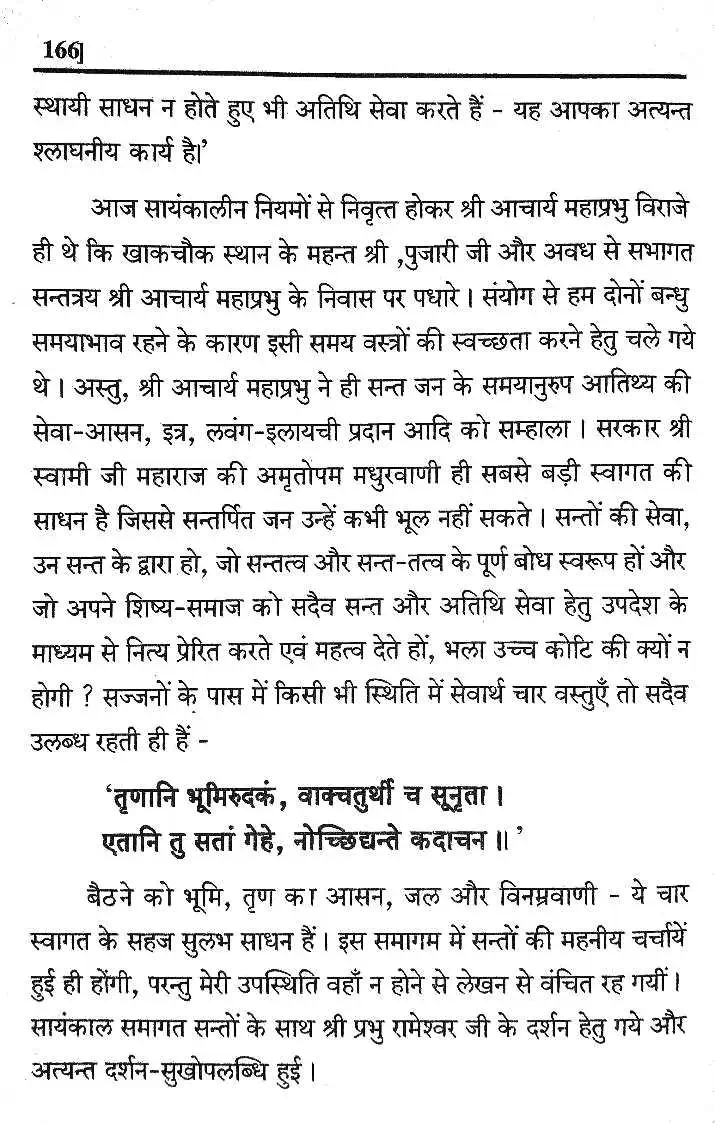 166]
स्थायी साधन न होते हुए भी अतिथि सेवा करते हैं - यह आपका अत्यन्त
श्लाघनीय कार्य है।'
आज सायंकालीन नियमों से निवृत्त होकर श्री आचार्य महाप्रभु विराजे
ही थे कि खाकचौक स्थान के महन्त श्री ,पुजारी जी और अवध से सभागत
सन्तत्रय श्री आचार्य महाप्रभु के निवास पर पधारे । संयोग से हम दोनों बन्धु
समयाभाव रहने के कारण इसी समय वस्त्रों की स्वच्छता करने हेतु चले गये
थे । अस्तु, श्री आचार्य महाप्रभु ने ही सन्त जन के समयानुरुप आतिथ्य की
सेवा-आसन, इत्र, लवंग-इलायची प्रदान आदि को सम्हाला । सरकार श्री
स्वामी जी महाराज की अमृतोपम मधुरवाणी ही सबसे बड़ी स्वागत की
साधन है जिससे सन्तर्पित जन उन्हें कभी भूल नहीं सकते । सन्तों की सेवा,
उन सन्त के द्वारा हो, जो सन्तत्व और सन्त-तत्व के पूर्ण बोध स्वरूप हों और
जो अपने शिष्य-समाज को सदैव सन्त और अतिथि सेवा हेतु उपदेश के
माध्यम से नित्य प्रेरित करते एवं महत्व देते हों, भला उच्च कोटि की क्यों न
होगी ? सज्जनों के पास में किसी भी स्थिति में सेवार्थ चार वस्तुएँ तो सदैव
उलब्ध रहती ही हैं -
'तृणानि भूमिरुदकं, वाक्चतुर्थी च सूनृता ।
एतानि तु सतां गेहे, नोच्छिद्यन्ते कदाचन ॥ '
बैठने को भूमि, तृण का आसन, जल और विनम्रवाणी - ये चार
स्वागत के सहज सुलभ साधन हैं । इस समागम में सन्तों की महनीय चर्चायें
हुई ही होंगी, परन्तु मेरी उपस्थिति वहाँ न होने से लेखन से वंचित रह गयीं ।
सायंकाल समागत सन्तों के साथ श्री प्रभु रामेश्वर जी के दर्शन हेतु गये और
अत्यन्त दर्शन-सुखोपलब्धि हुई ।